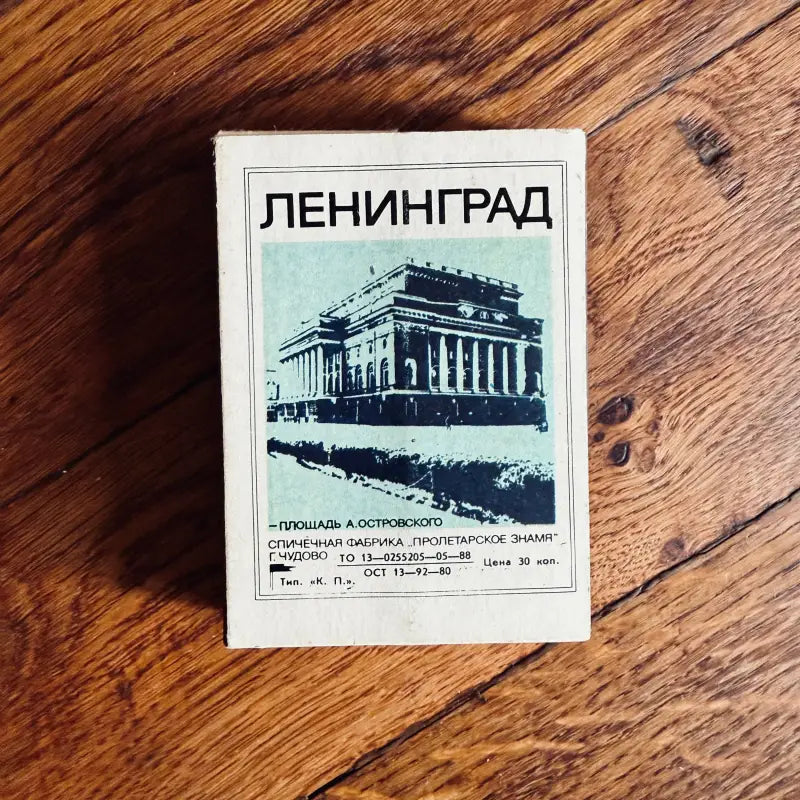 ЛЕНИНГРАД
–ПЛОЩАДЬ А.ОСТРОВСКОГО
СПИЧЕЧНАЯ ФАБРИКА „ПРОЛЕТАРСКОЕ ЗНАМЯ"
Г. ЧУДОВО ТО 13—0255205—05—88 Цена 30 коп.
ОСТ 13—92—80
Тип. «К. П.».